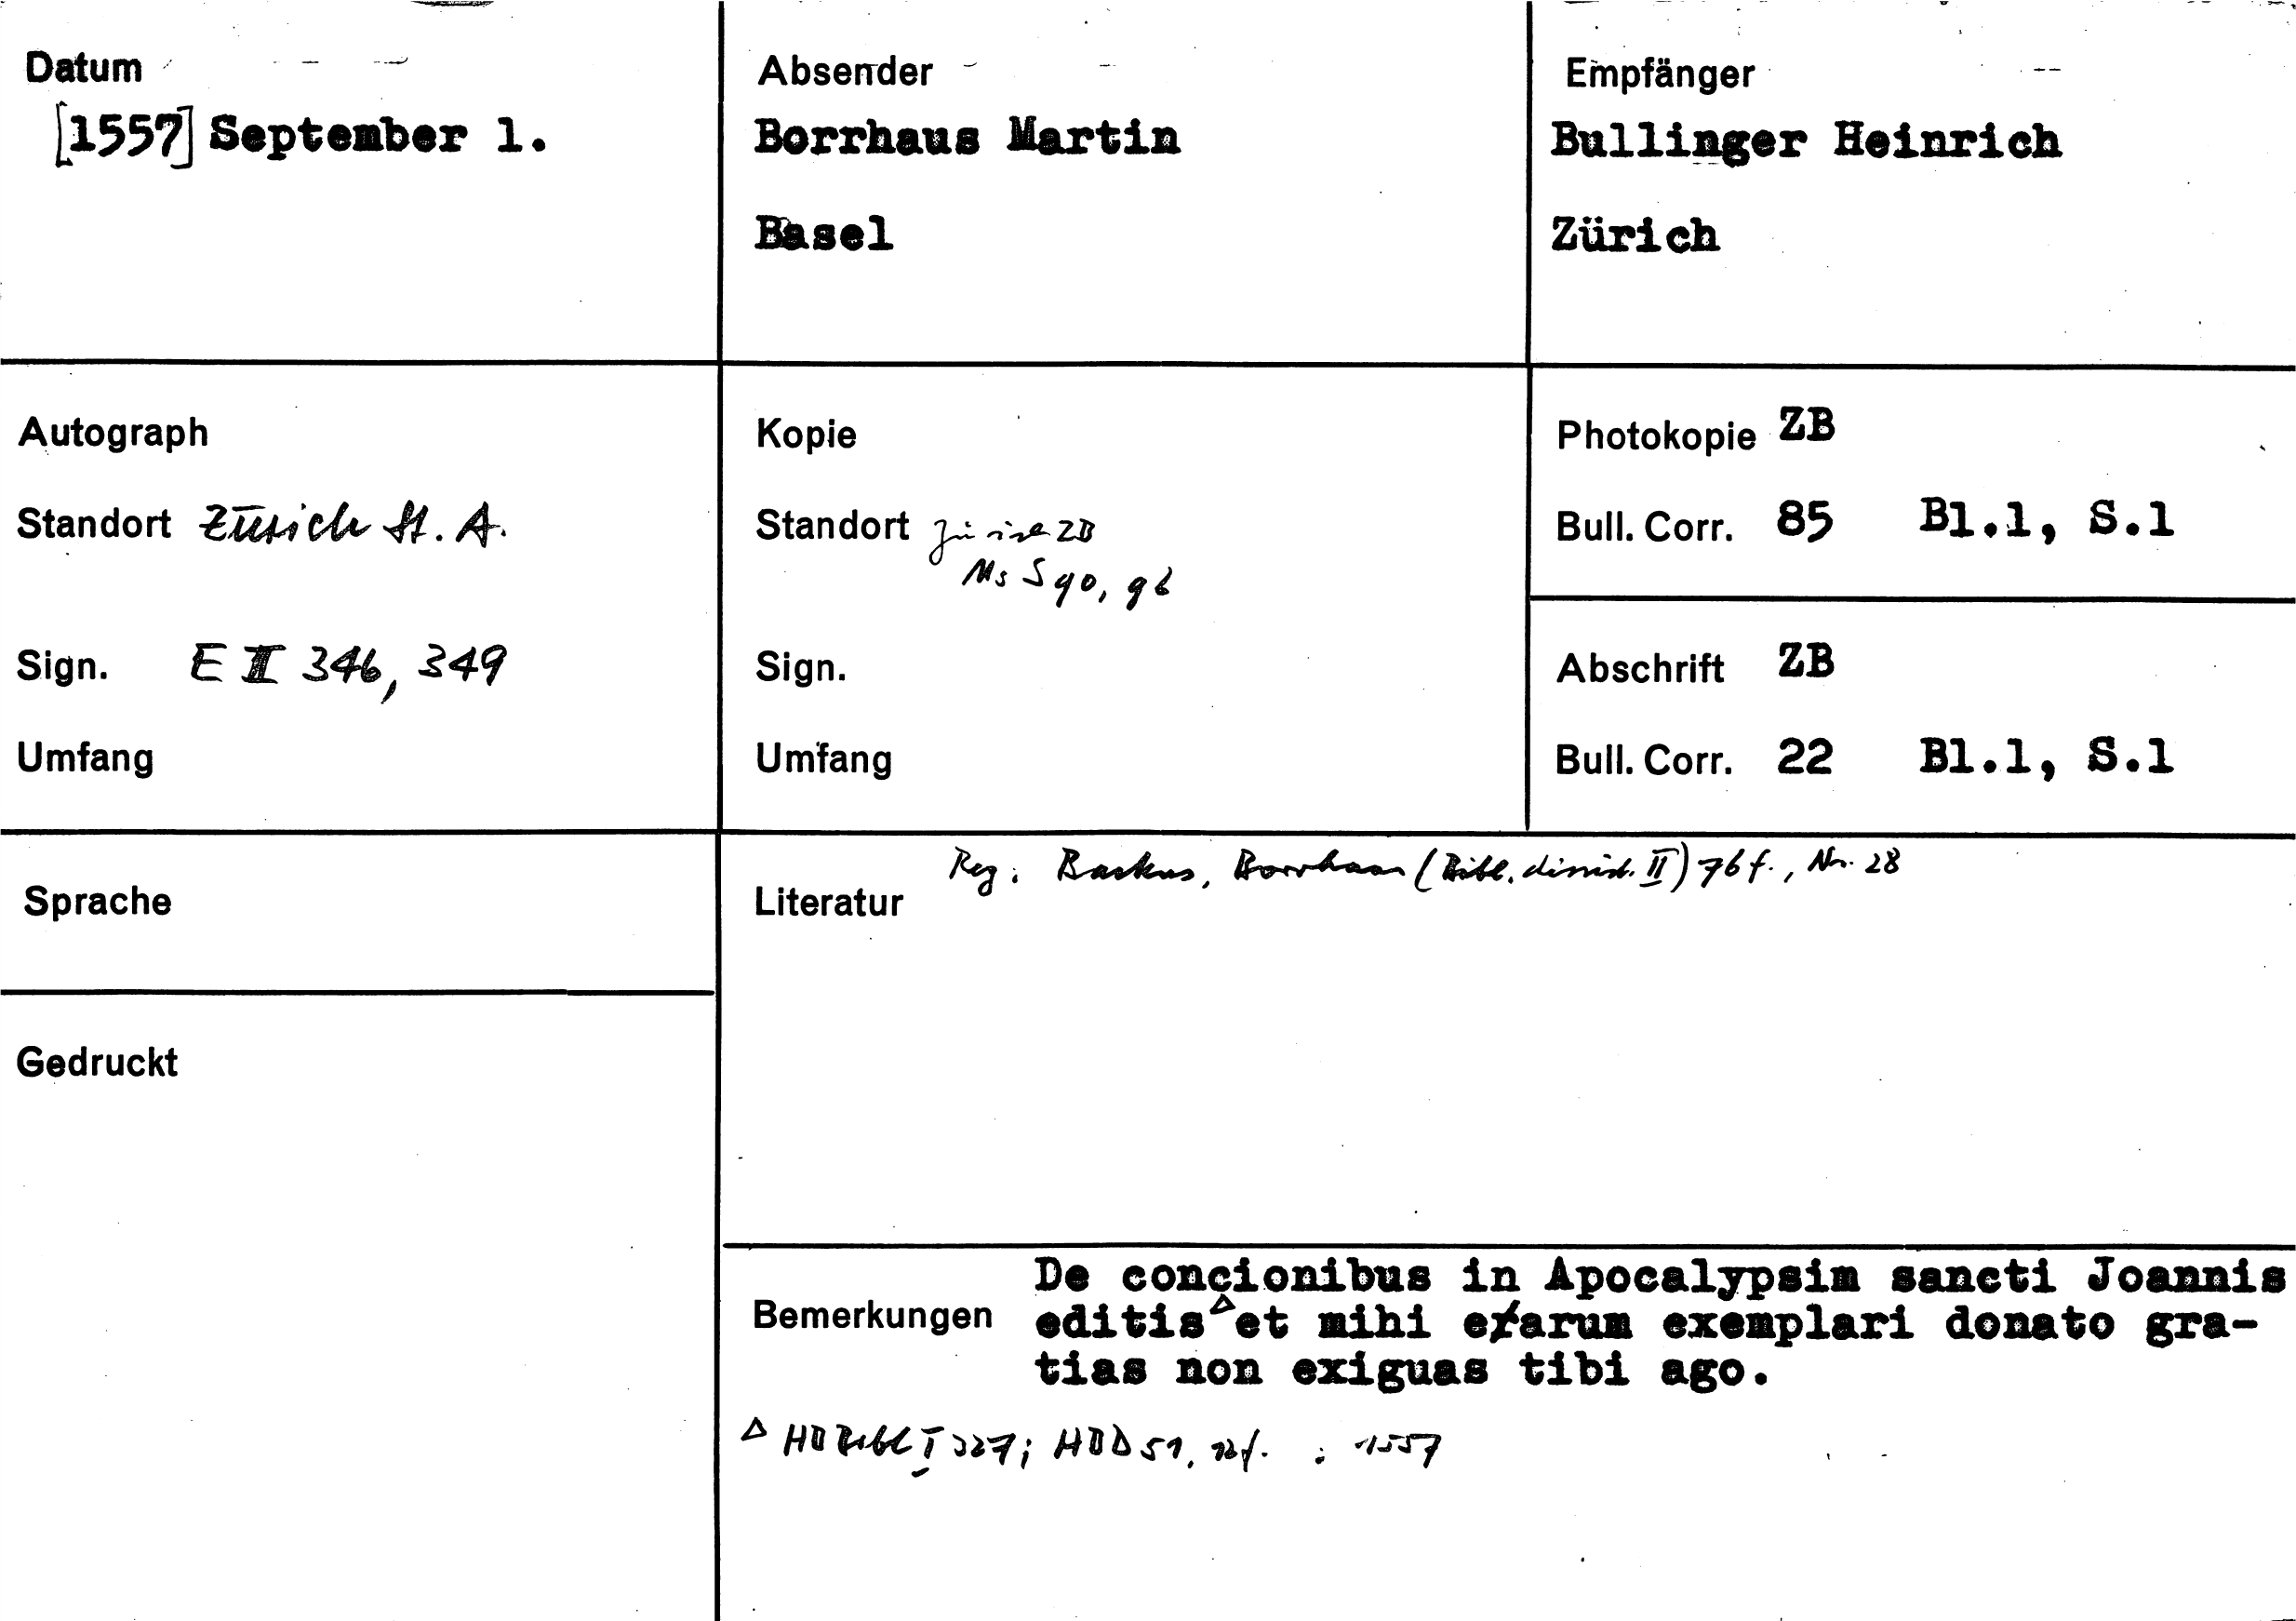 Datum
[1557] September 1.
Absender
Borrhaus Martin
Basel
Empfänger
Bullinger Heinrich
Zürich
Autograph
Standort Zürich St. A.
Sign. E II 346, 349
Umfang
Kopie
Standort Zürich ZB
Ms S 90, 96
Sign.
Umfang
Photokopie ZB
Bull. Corr. 85 Bl.1, S.1
Abschrift ZB
Bull. Corr. 22 Bl.1, S.1
Sprache
Gedruckt
Reg: Backus, Borrhaus (Bibl. dissid. II) 76 f., Nr. 28
Literatur
De concionibus in Apocalypsim sancti Joannis
Bemerkungen editis Δ et mihi earum exemplari donato gra-
tias non exiguas tibi ago.
Δ HBBibl I 327; HBD 51, : 1557